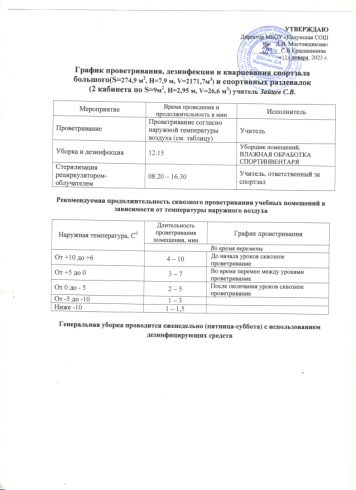 УТВЕРЖДАЮ
Директор МБОУ
СОШ
Д.И. Мастовщикова»
С.В
«11» января 2023 г.
График проветривания, дезинфекции и кварцевания спортзала
большого(S=274,9 м², H=7,9 м, V=2171,7м³) и спортивных раздевалок
(2 кабинета по S=9м², H=2,95 м, V=26,6 м³) учитель Зайцев С.В.
Мероприятие
Время проведения и продолжительность в мин
Исполнитель
Проветривание
Проветривание согласно наружной температуры воздуха (см. таблицу)
Учитель
Уборка и дезинфекция
12.15
Уборщик помещений, ВЛАЖНАЯ ОБРАБОТКА СПОРТИНВЕНТАРЯ
Стерилизация рециркулятором-облучателем
08.20 – 16.30
Учитель, ответственный за спортзал
Рекомендуемая продолжительность сквозного проветривания учебных помещений в
зависимости от температуры наружного воздуха
Наружная температура, С⁰
Длительность проветривания помещения, мин
График проветривания
Во время перемены
От +10 до +6
4 – 10
До начала уроков сквозное проветривание
От +5 до 0
3 – 7
Во время перемен между уроками проветривание
От 0 до - 5
2 – 5
После окончания уроков сквозное проветривание
От -5 до -10
1 – 3
Ниже -10
1 – 1,5
Генеральная уборка проводится еженедельно (пятница-суббота) с использованием
дезинфицирующих средств